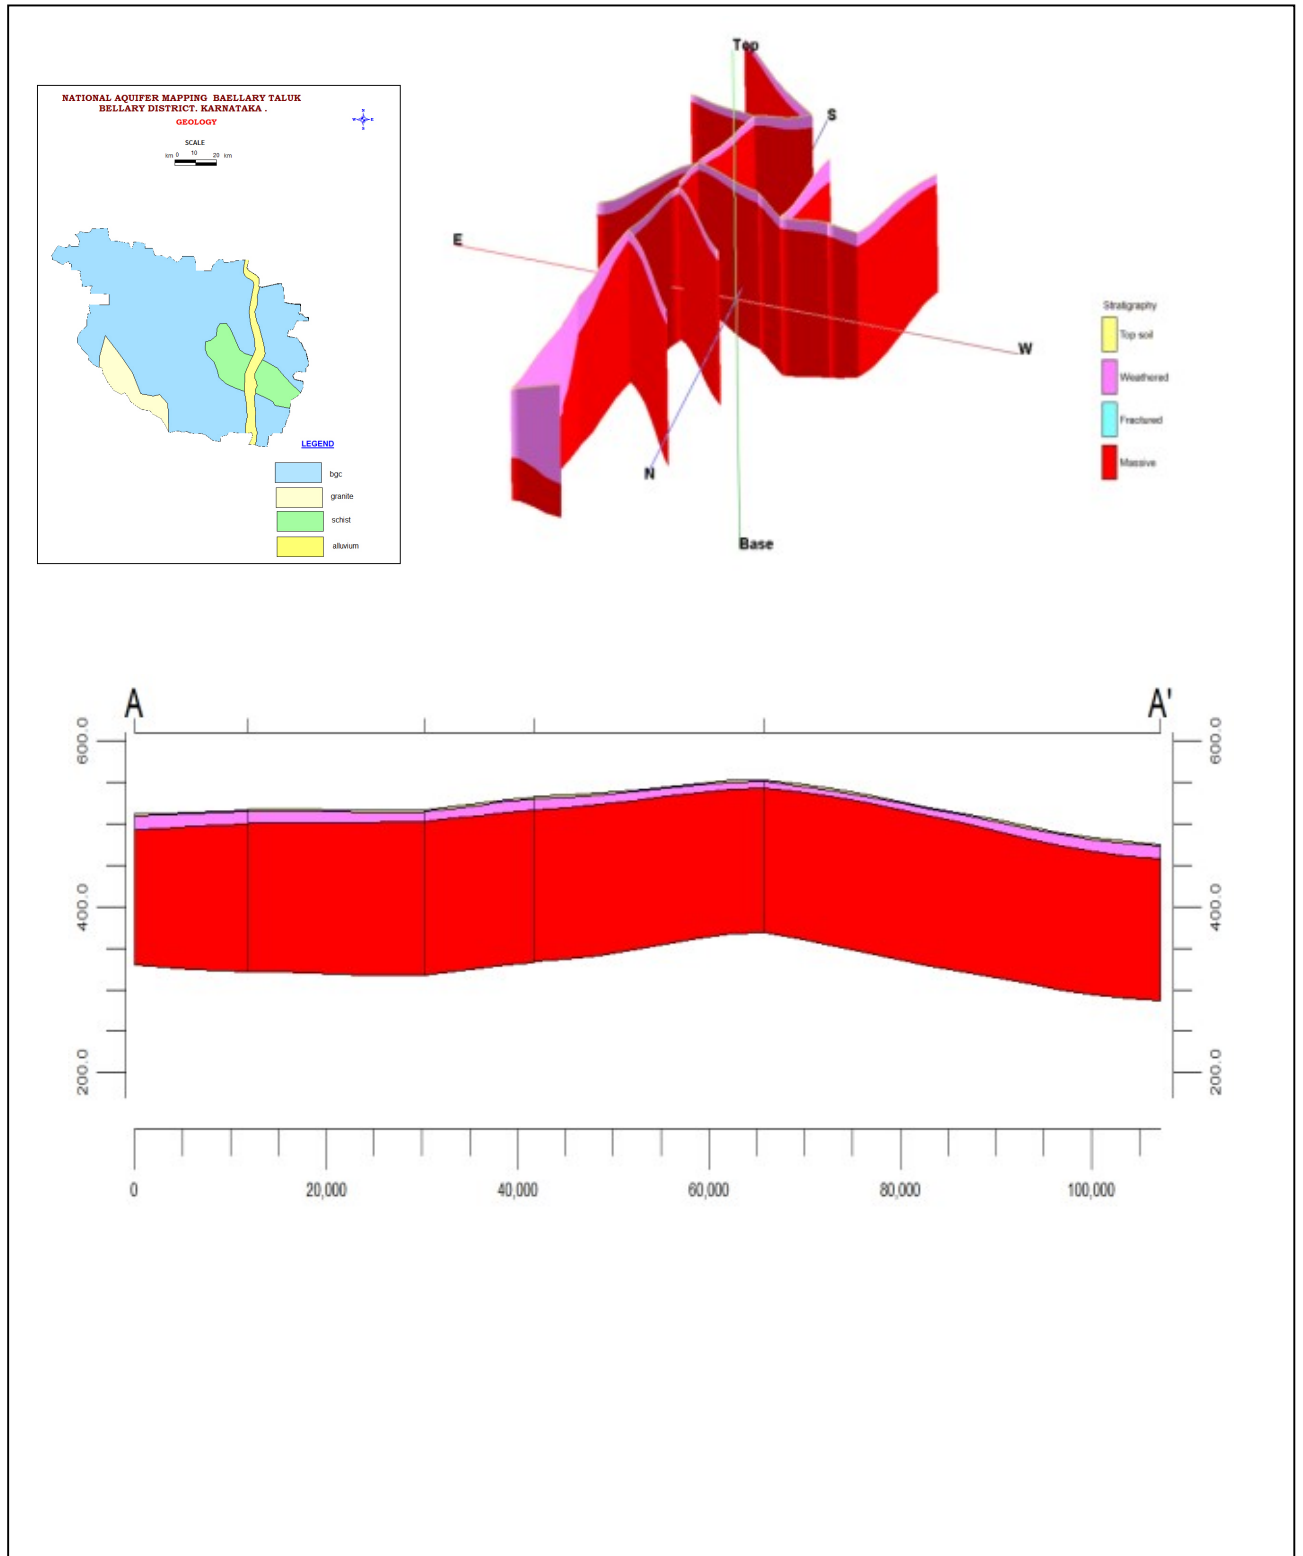 NATIONAL AQUIFER MAPPING BAELLARY TALUK
BELLARY DISTRICT. KARNATAKA .
GEOLOGY
N
W E
S
SCALE
km 0 10 20 km
LEGEND
bgc
granite
schist
alluvium
Top
S
E
W
N
Base
Stratigraphy
Top soil
Weathered
Fractured
Massive
A A'
600.0 600.0
400.0 400.0
200.0 200.0
0 20,000 40,000 60,000 80,000 100,000